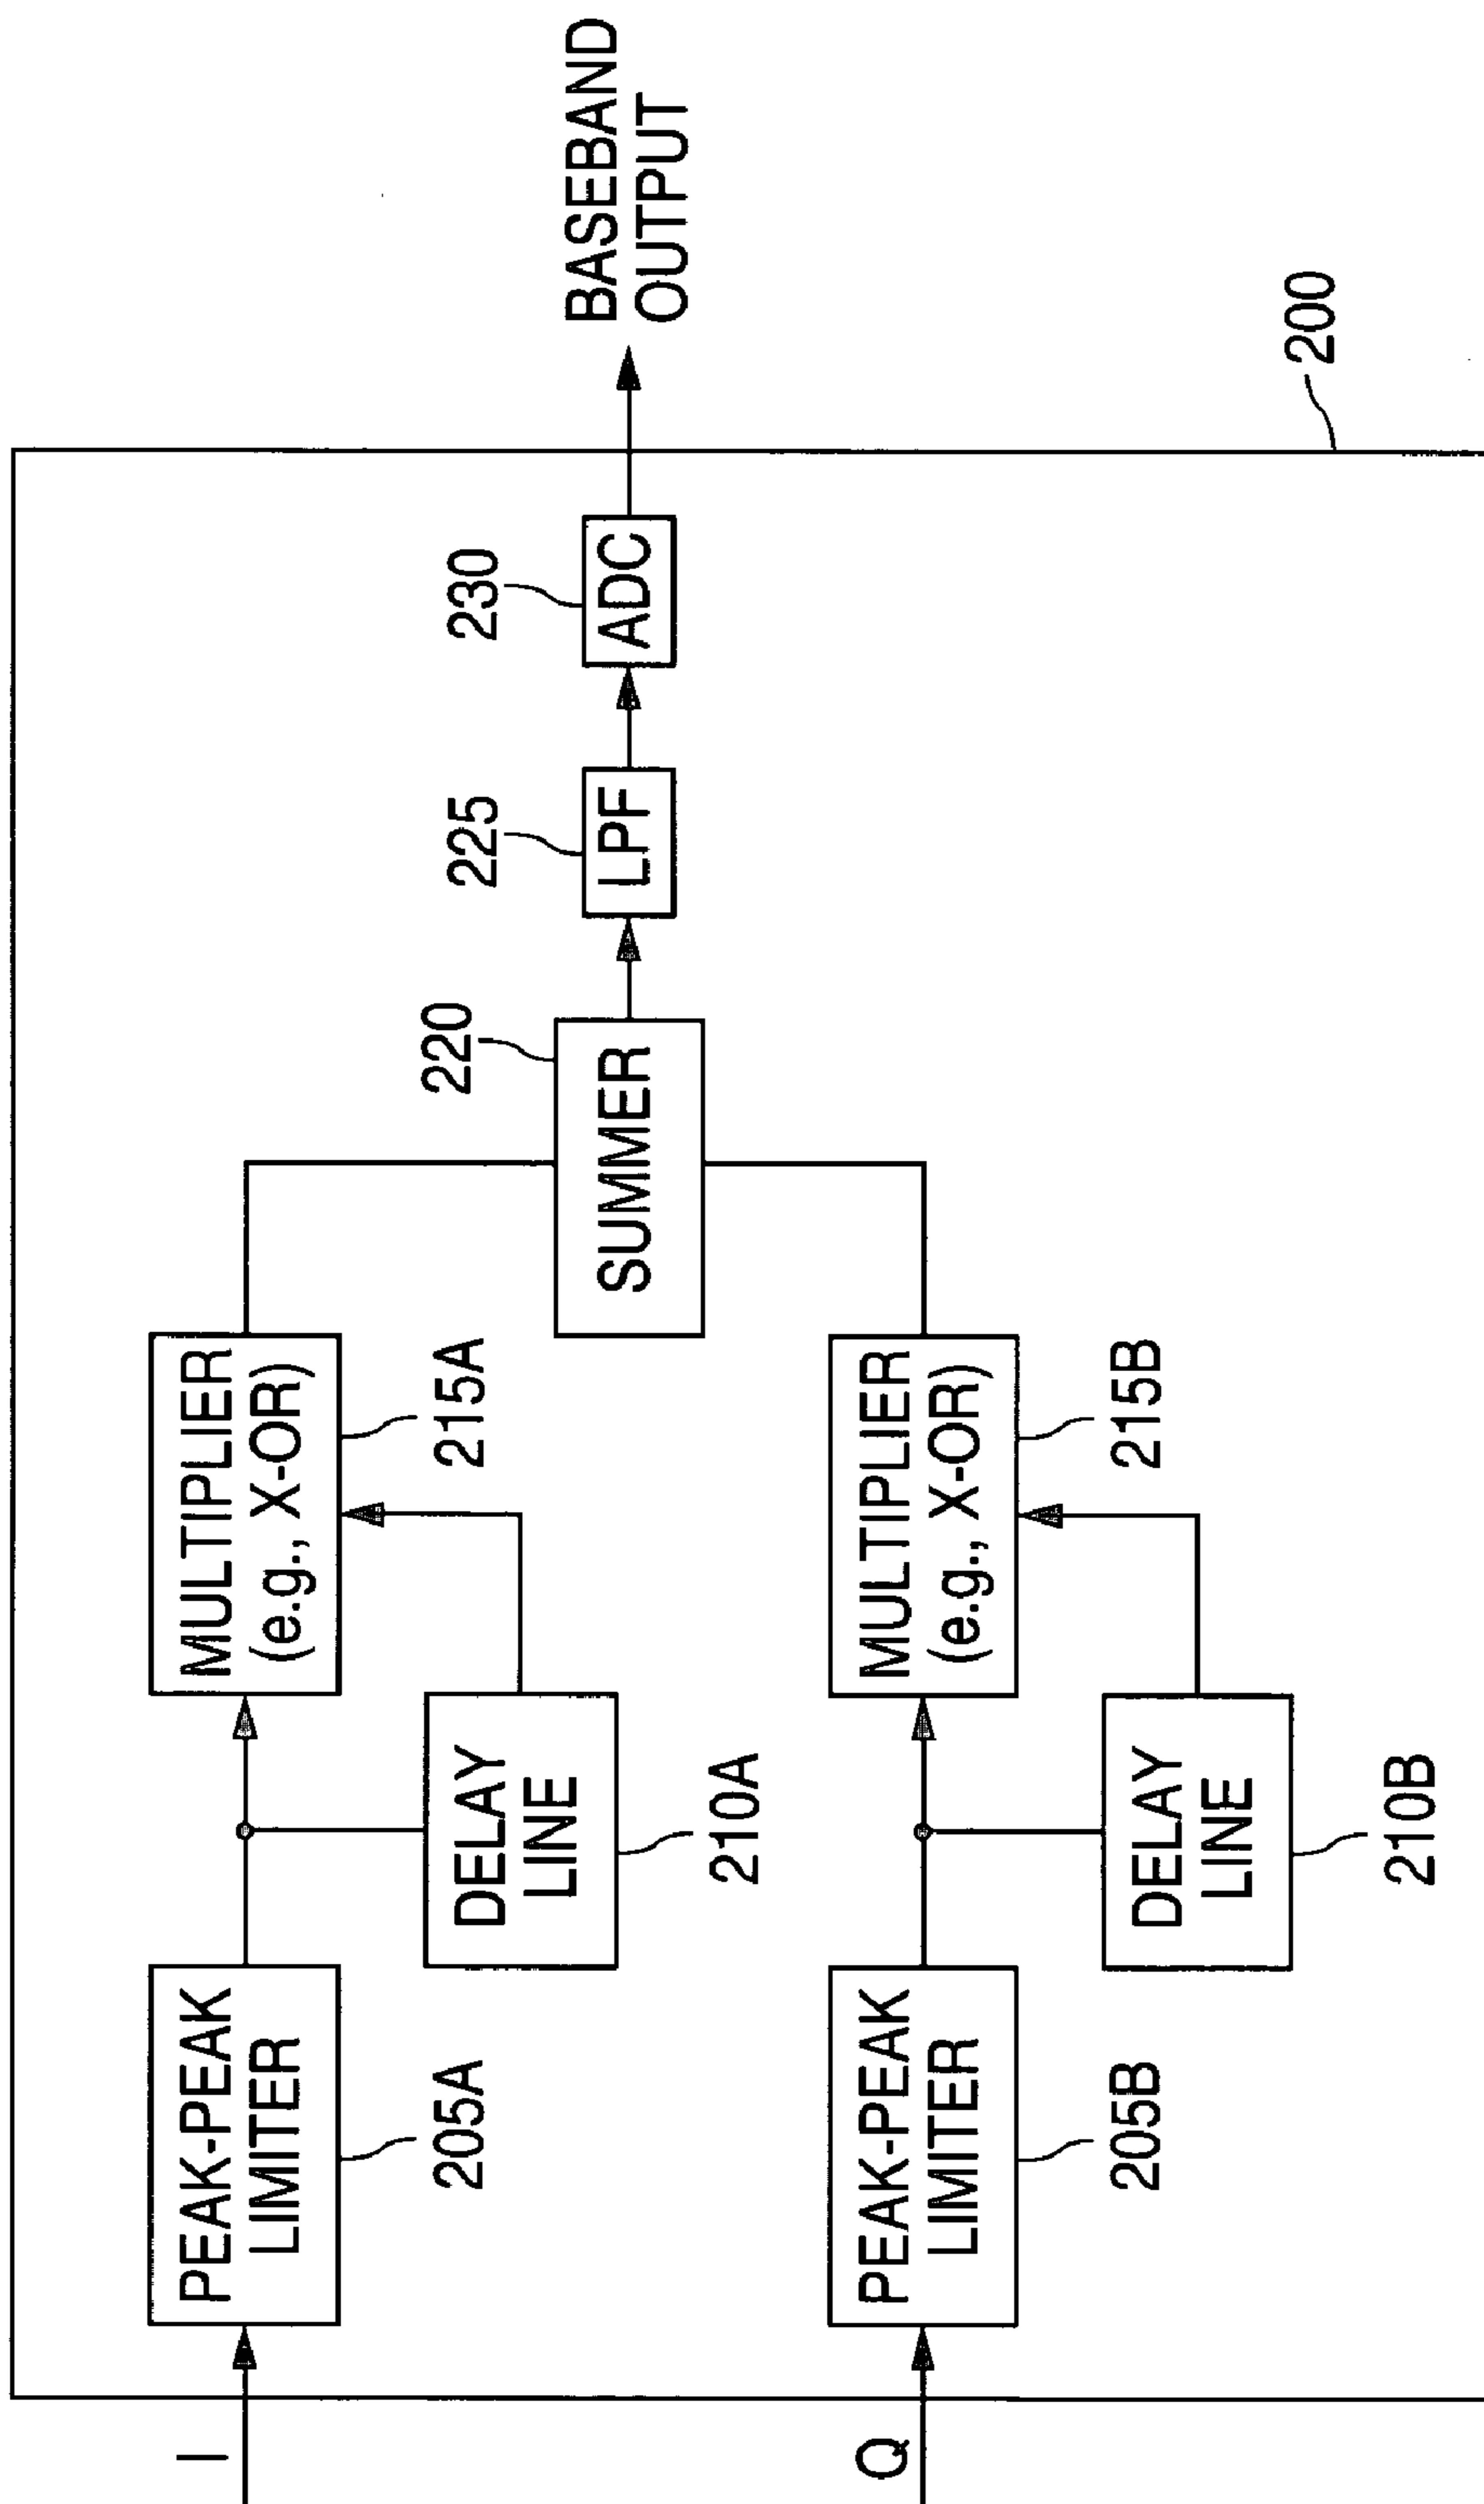 I
PEAK-PEAK
LIMITER
205A
DELAY
LINE
210A
MULTIPLIER
(e.g., X-OR)
215A
Q
PEAK-PEAK
LIMITER
205B
DELAY
LINE
210B
MULTIPLIER
(e.g., X-OR)
215B
SUMMER
220
LPF
225
ADC
230
BASEBAND
OUTPUT
200